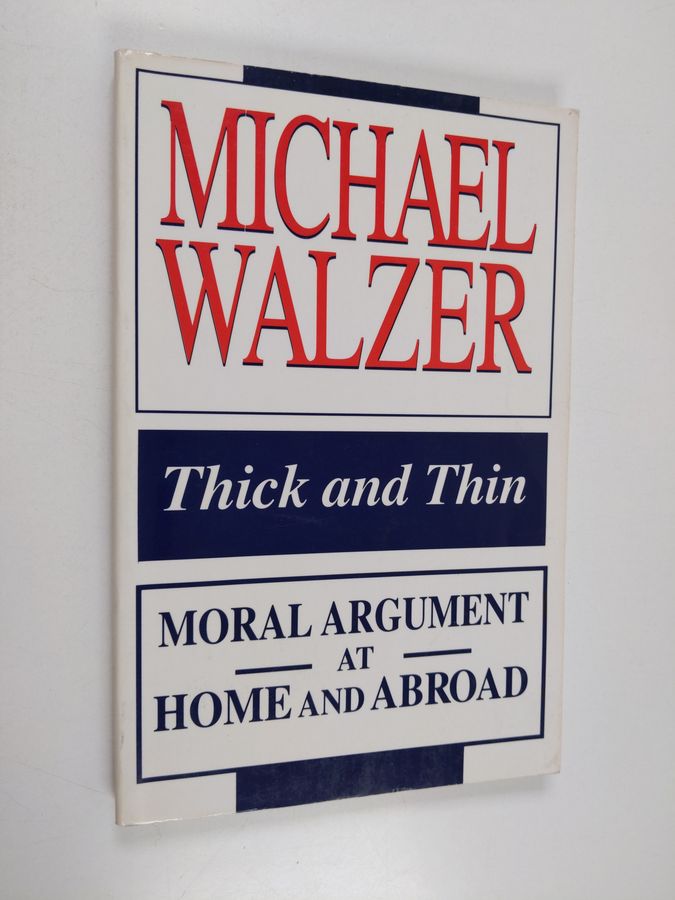 MICHAEL
WALZER
Thick and Thin
MORAL ARGUMENT
AT
HOME AND ABROAD